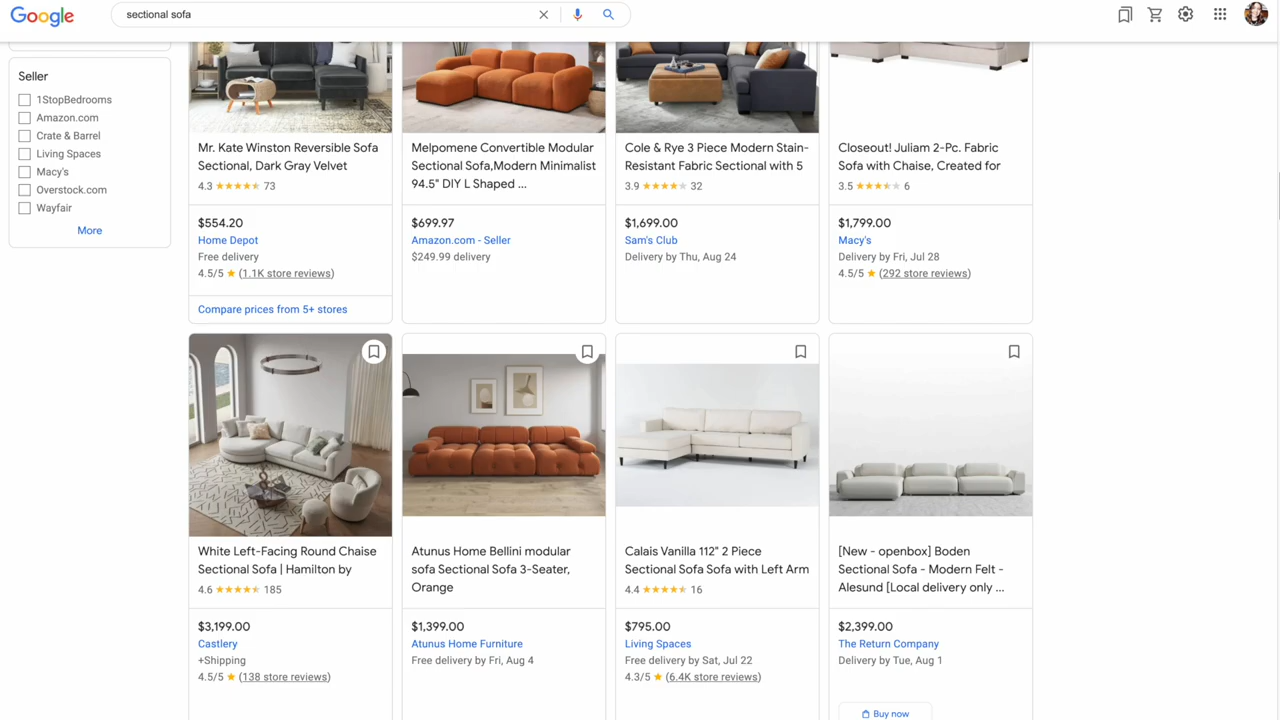 Google
sectional sofa
Seller
1StopBedrooms
Amazon.com
Crate & Barrel
Living Spaces
Macy's
Overstock.com
Wayfair
More
Mr. Kate Winston Reversible Sofa
Sectional, Dark Gray Velvet
4.3 73
$554.20
Home Depot
Free delivery
4.5/5 (1.1K store reviews)
Compare prices from 5+ stores
Melpomene Convertible Modular
Sectional Sofa,Modern Minimalist
94.5" DIY L Shaped ...
$699.97
Amazon.com - Seller
$249.99 delivery
Cole & Rye 3 Piece Modern Stain-
Resistant Fabric Sectional with 5
3.9 32
$1,699.00
Sam's Club
Delivery by Thu, Aug 24
Closeout! Juliam 2-Pc. Fabric
Sofa with Chaise, Created for
3.5 6
$1,799.00
Macy's
Delivery by Fri, Jul 28
4.5/5 (292 store reviews)
White Left-Facing Round Chaise
Sectional Sofa | Hamilton by
4.6 185
$3,199.00
Castlery
+Shipping
4.5/5 (138 store reviews)
Atunus Home Bellini modular
sofa Sectional Sofa 3-Seater,
Orange
$1,399.00
Atunus Home Furniture
Free delivery by Fri, Aug 4
Calais Vanilla 112" 2 Piece
Sectional Sofa Sofa with Left Arm
4.4 16
$795.00
Living Spaces
Free delivery by Sat, Jul 22
4.3/5 (6.4K store reviews)
[New - openbox] Boden
Sectional Sofa - Modern Felt -
Alesund [Local delivery only ...
$2,399.00
The Return Company
Delivery by Tue, Aug 1
Buy now